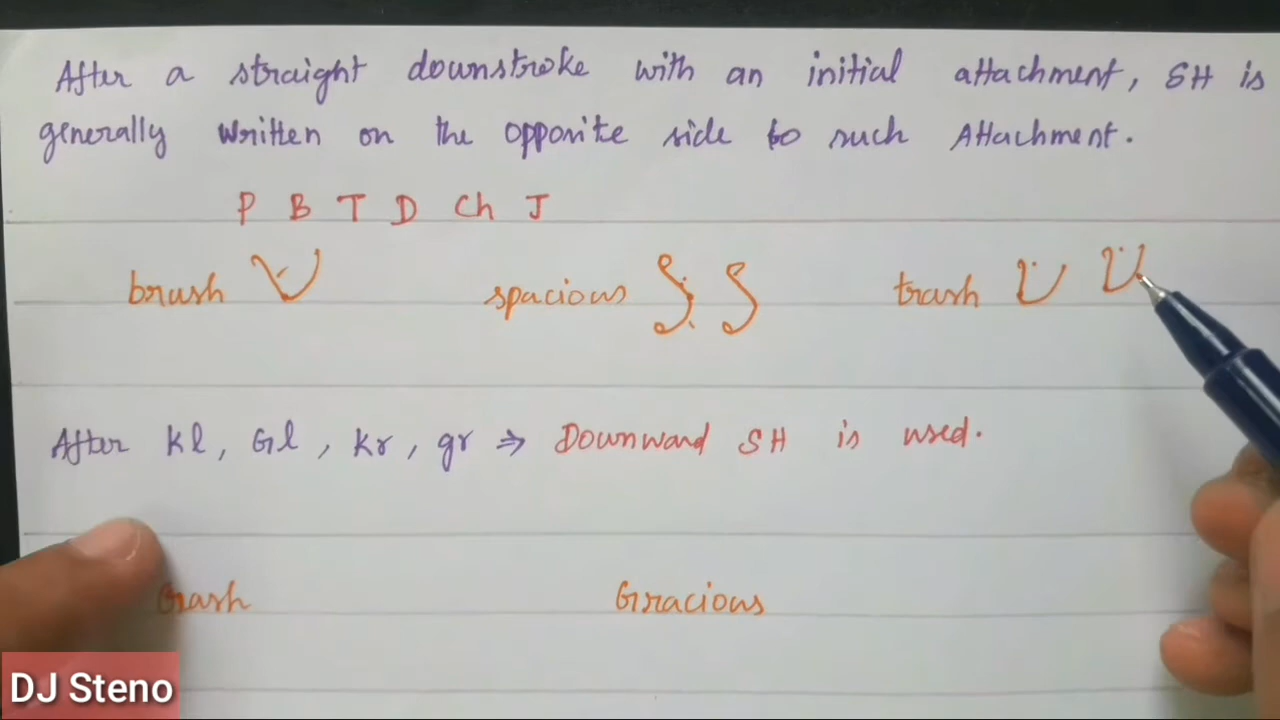 After a straight downstroke with an initial attachment, SH is
generally written on the opposite side to such Attachment.
P B T D Ch J
brush spacious trash
After Kl, Gl, Kr, gr ⇒ Downward SH is used.
Gracious
DJ Steno